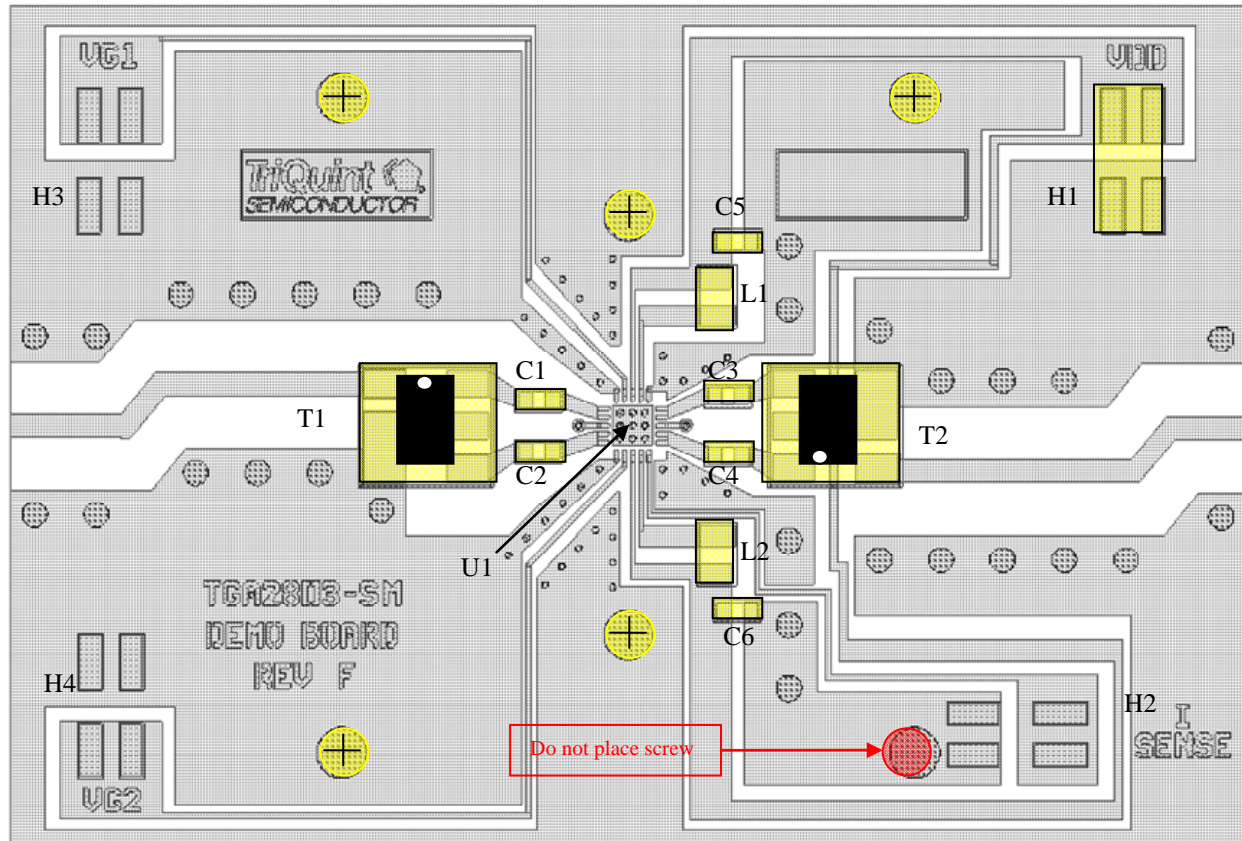 VG1
VDD
H3
TriQuint
SEMICONDUCTOR
C5
H1
L1
C1
C3
T1
T2
C2
C4
U1
L2
TGA2803-SM
DEMO BOARD
REV F
C6
H4
H2
I
SENSE
Do not place screw
VG2